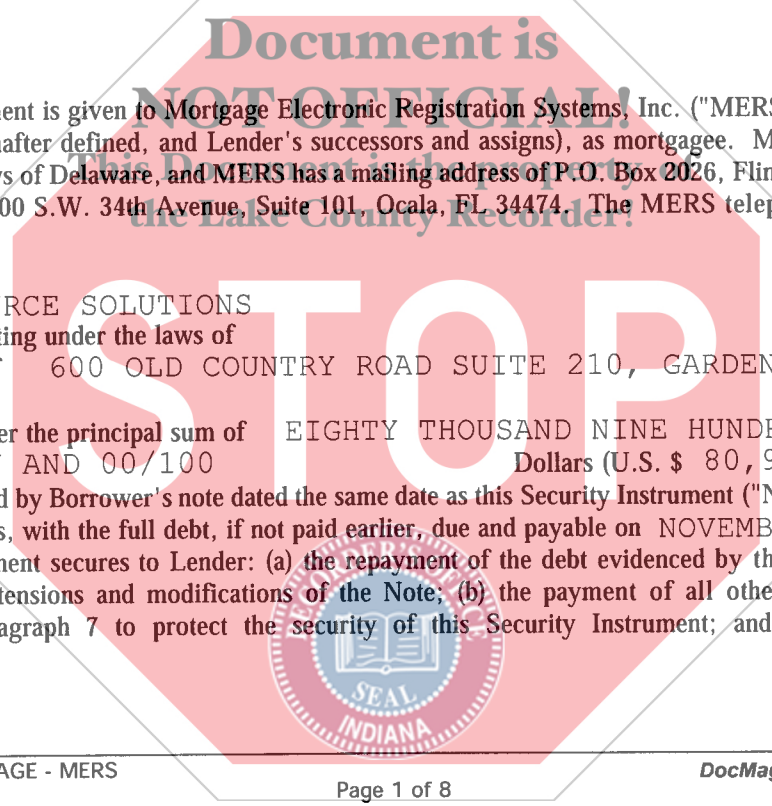 Document is
NOT OFFICIAL!
This Document is the property
the Lake County Recorder!
ent is given to Mortgage Electronic Registration Systems, Inc. ("MERS
after defined, and Lender's successors and assigns), as mortgagee. M
s of Delaware, and MERS has a mailing address of P.O. Box 2026, Flin
00 S.W. 34th Avenue, Suite 101, Ocala, FL 34474. The MERS telep
STOP
RCE SOLUTIONS
ting under the laws of
600 OLD COUNTRY ROAD SUITE 210, GARDEN
er the principal sum of EIGHTY THOUSAND NINE HUNDR
AND 00/100 Dollars (U.S. $ 80,9
d by Borrower's note dated the same date as this Security Instrument ("N
s, with the full debt, if not paid earlier, due and payable on NOVEMB
ent secures to Lender: (a) the repayment of the debt evidenced by th
tensions and modifications of the Note; (b) the payment of all othe
agraph 7 to protect the security of this Security Instrument; and
RECORDER'S OFFICE
SEAL
INDIANA
AGE - MERS
DocMag
Page 1 of 8